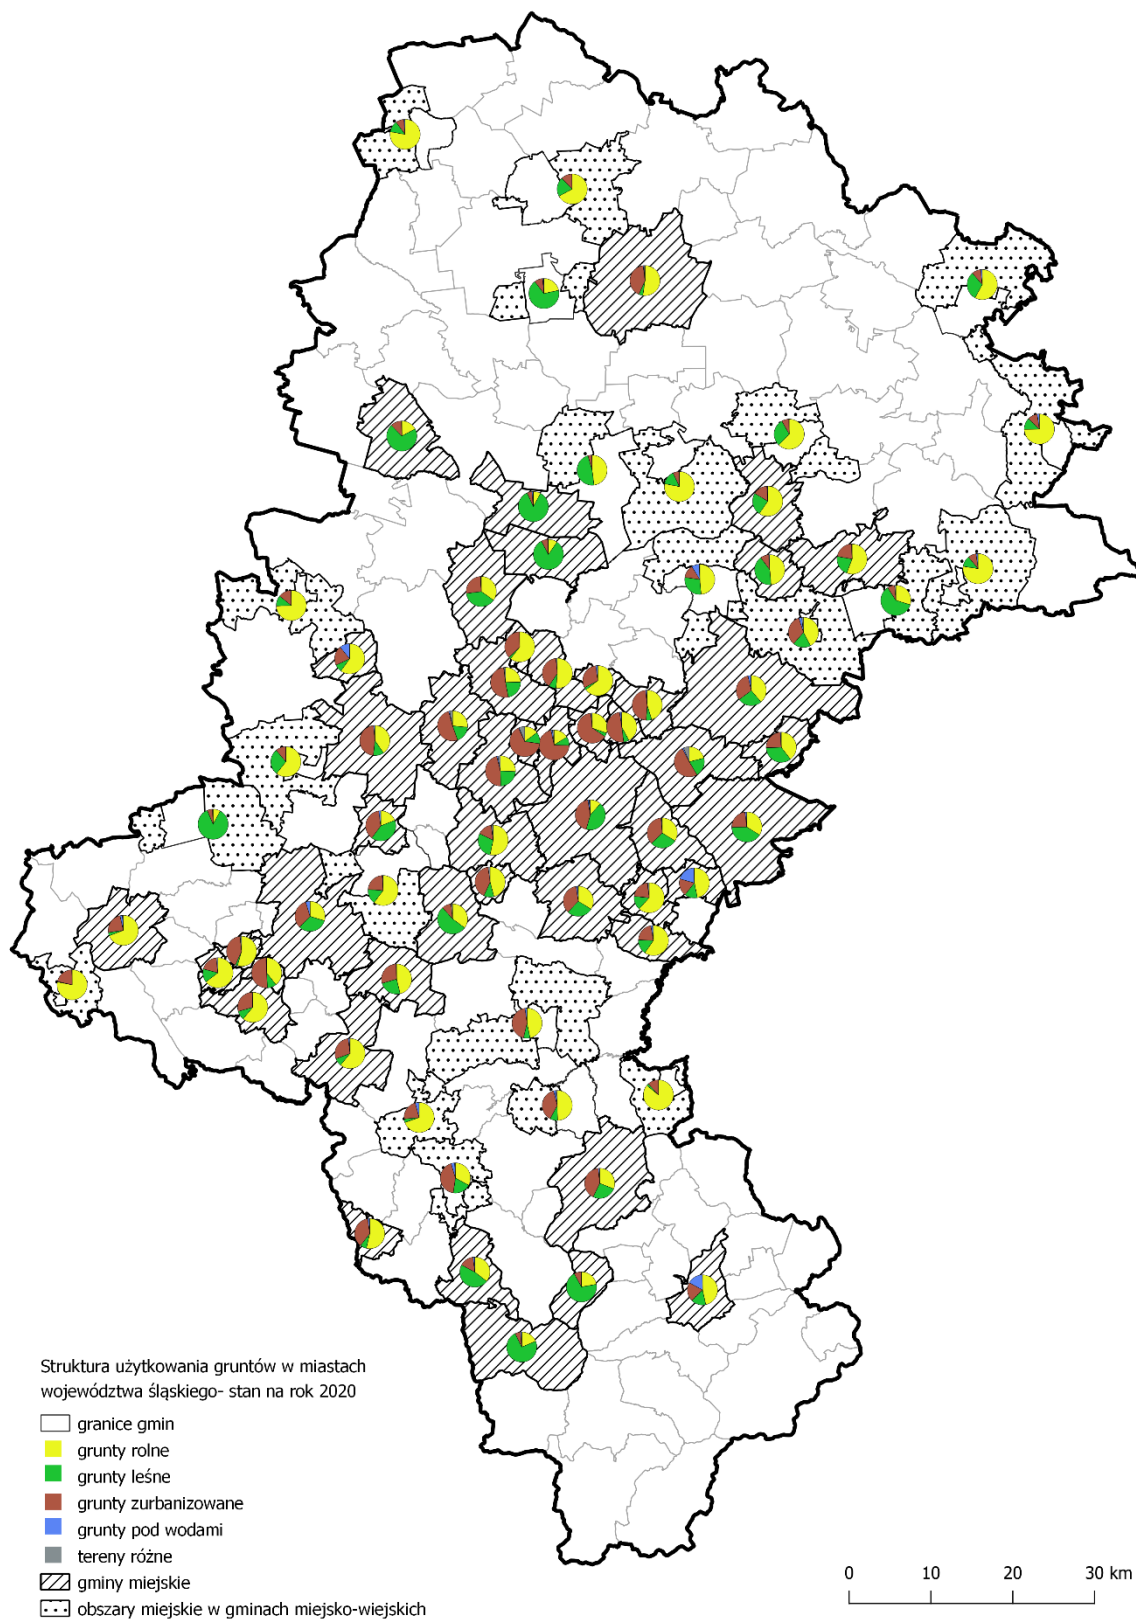 Struktura użytkowania gruntów w miastach
województwa śląskiego- stan na rok 2020
granice gmin
grunty rolne
grunty leśne
grunty zurbanizowane
grunty pod wodami
tereny różne
gminy miejskie
obszary miejskie w gminach miejsko-wiejskich
0 10 20 30 km